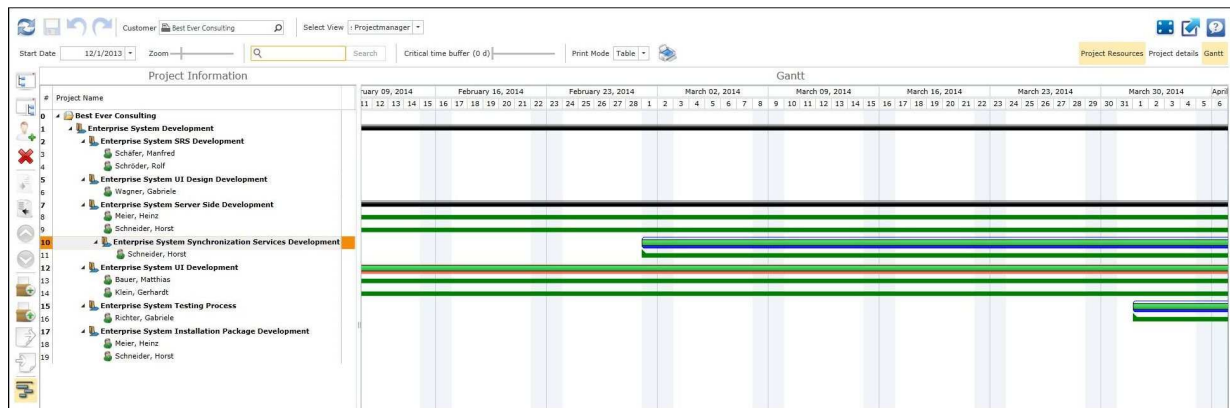 Customer Best Ever Consulting Select View : Projectmanager
Start Date 12/1/2013 Zoom Search Critical time buffer (0 d) Print Mode Table Project Resources Project details Gantt
Project Information Gantt
# Project Name
ruary 09, 2014 February 16, 2014 February 23, 2014 March 02, 2014 March 09, 2014 March 16, 2014 March 23, 2014 March 30, 2014 April
11 12 13 14 15 16 17 18 19 20 21 22 23 24 25 26 27 28 1 2 3 4 5 6 7 8 9 10 11 12 13 14 15 16 17 18 19 20 21 22 23 24 25 26 27 28 29 30 31 1 2 3 4 5 6
0 Best Ever Consulting
1 Enterprise System Development
2 Enterprise System SRS Development
3 Schäfer, Manfred
4 Schröder, Rolf
5 Enterprise System UI Design Development
6 Wagner, Gabriele
7 Enterprise System Server Side Development
8 Meier, Heinz
9 Schneider, Horst
10 Enterprise System Synchronization Services Development
11 Schneider, Horst
12 Enterprise System UI Development
13 Bauer, Matthias
14 Klein, Gerhardt
15 Enterprise System Testing Process
16 Richter, Gabriele
17 Enterprise System Installation Package Development
18 Meier, Heinz
19 Schneider, Horst